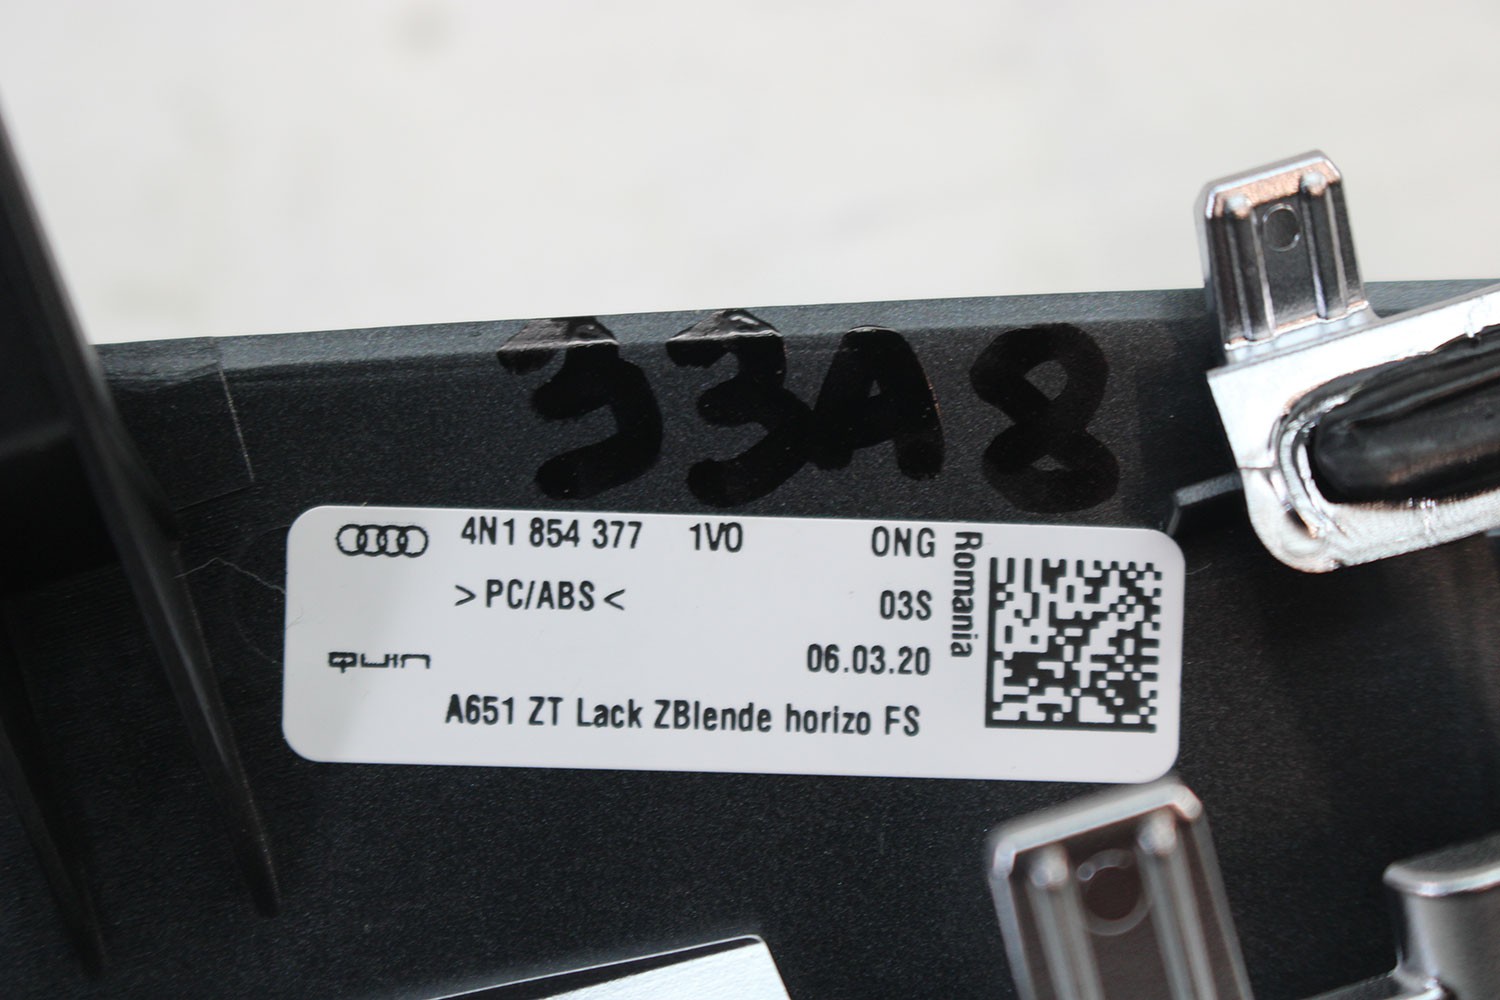 33A8
4N1 854 377 1V0 0NG
>PC/ABS< 03S
quin 06.03.20
A651 ZT Lack ZBlende horizo FS
Romania